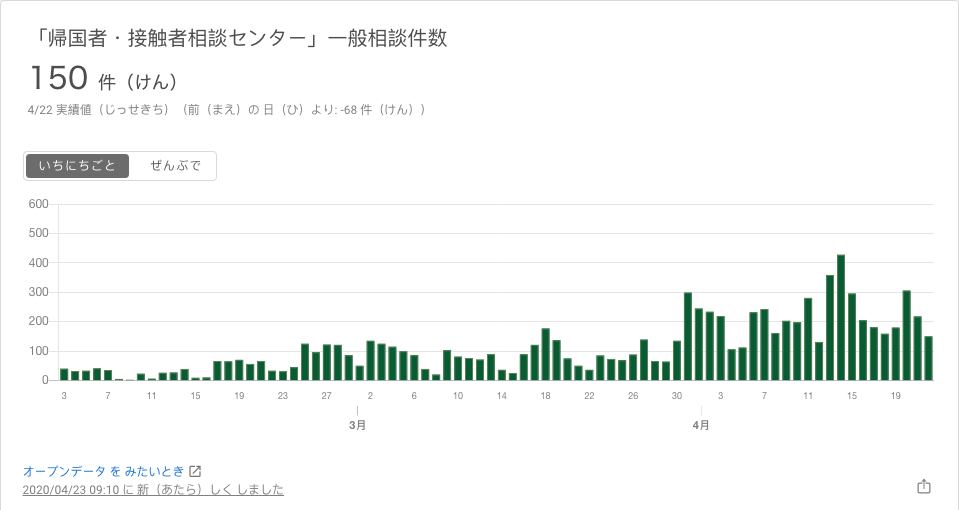 「帰国者・接触者相談センター」一般相談件数
150 件（けん）
4/22 実績値（じっせきち）（前（まえ）の 日（ひ）より: -68 件（けん））
いちにちごと ぜんぶで
600
500
400
300
200
100
0
3 7 11 15 19 23 27 2 6 10 14 18 22 26 30 3 7 11 15 19
3月 4月
オープンデータ を みたいとき
2020/04/23 09:10 に 新（あたら）しく しました